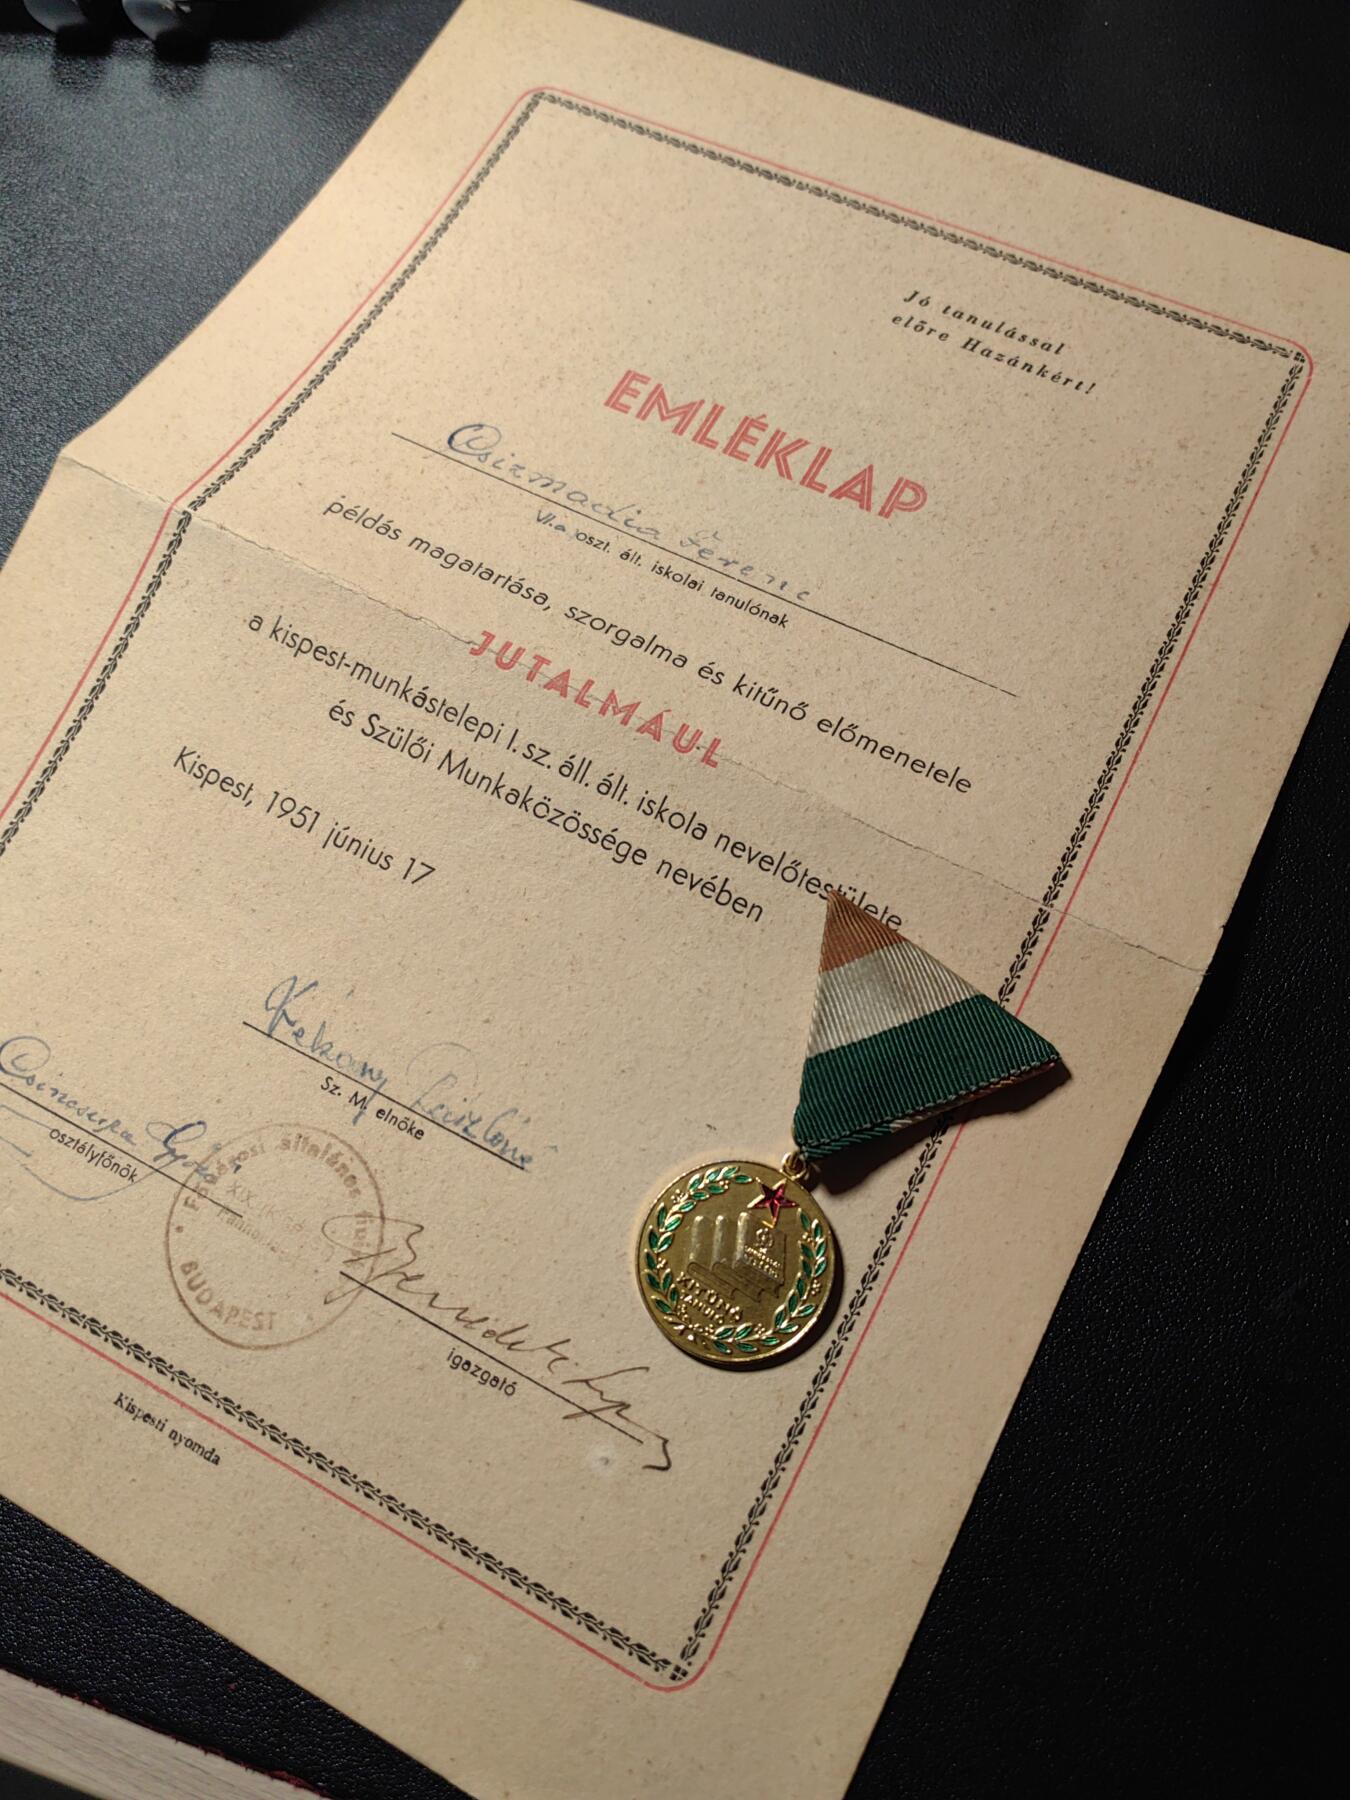 Jó tanulással
előre Hazánkért!
EMLÉKLAP
Csizmadia Ferenc
VI.a oszt. ált. iskolai tanulónak
példás magatartása, szorgalma és kitűnő előmenetele
JUTALMÁUL
a kispest-munkástelepi I. sz. áll. ált. iskola nevelőtestülete
és Szülői Munkaközössége nevében
Kispest, 1951 június 17
Sz. M. elnöke
osztályfőnök
BUDAPEST
igazgató
KITŰNŐ
TANULÓ
Kispesti nyomda